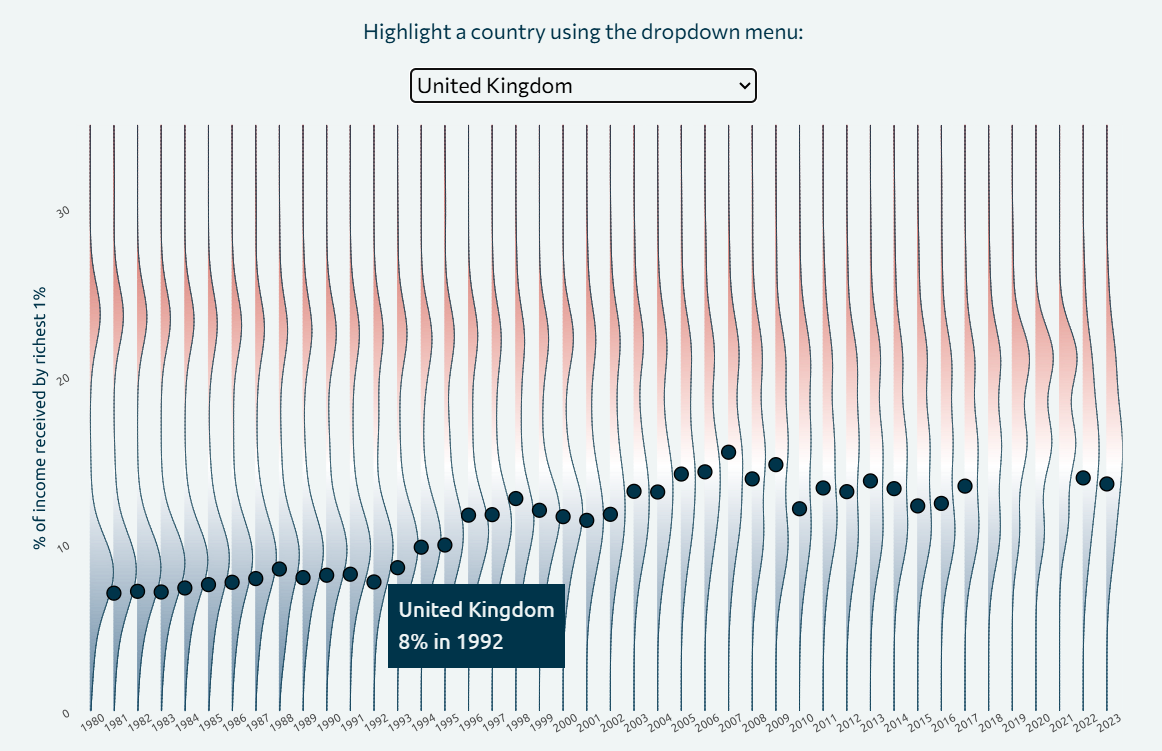 Highlight a country using the dropdown menu:
United Kingdom
30
20
10
0
% of income received by richest 1%
United Kingdom
8% in 1992
1980 1981 1982 1983 1984 1985 1986 1987 1988 1989 1990 1991 1992 1993 1994 1995 1996 1997 1998 1999 2000 2001 2002 2003 2004 2005 2006 2007 2008 2009 2010 2011 2012 2013 2014 2015 2016 2017 2018 2019 2020 2021 2022 2023